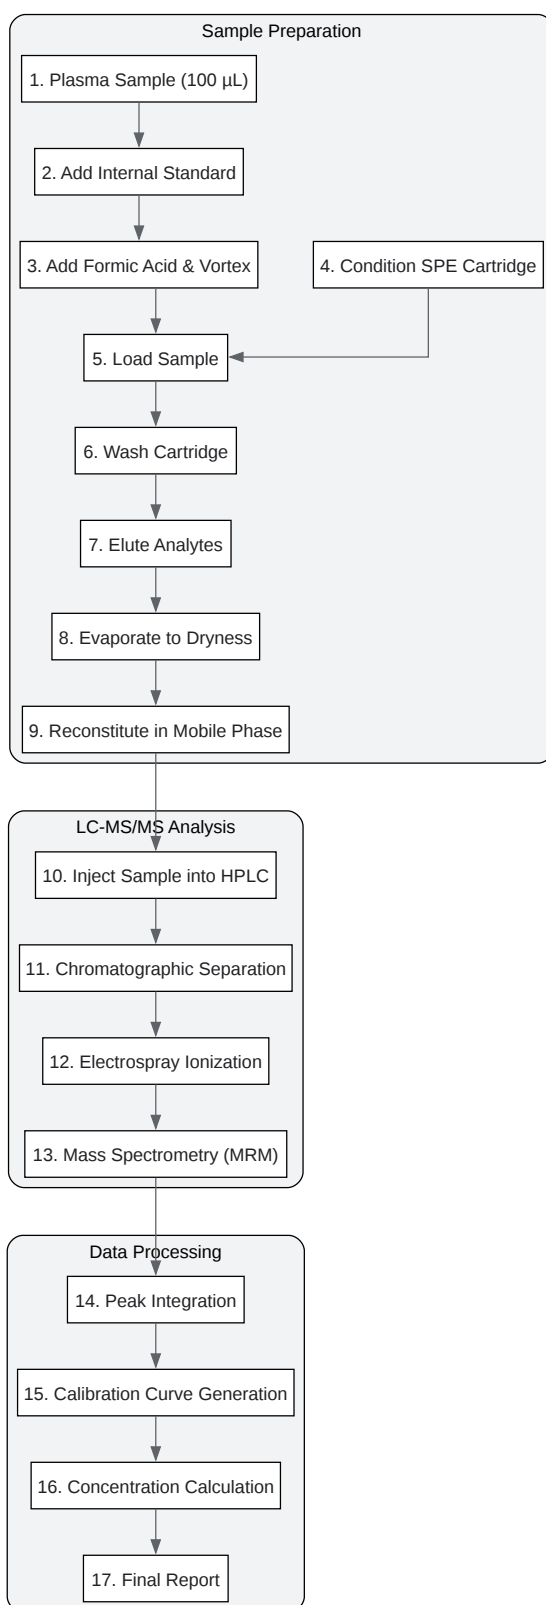 Sample Preparation
1. Plasma Sample (100 µL)
2. Add Internal Standard
3. Add Formic Acid & Vortex
4. Condition SPE Cartridge
5. Load Sample
6. Wash Cartridge
7. Elute Analytes
8. Evaporate to Dryness
9. Reconstitute in Mobile Phase
LC-MS/MS Analysis
10. Inject Sample into HPLC
11. Chromatographic Separation
12. Electrospray Ionization
13. Mass Spectrometry (MRM)
Data Processing
14. Peak Integration
15. Calibration Curve Generation
16. Concentration Calculation
17. Final Report